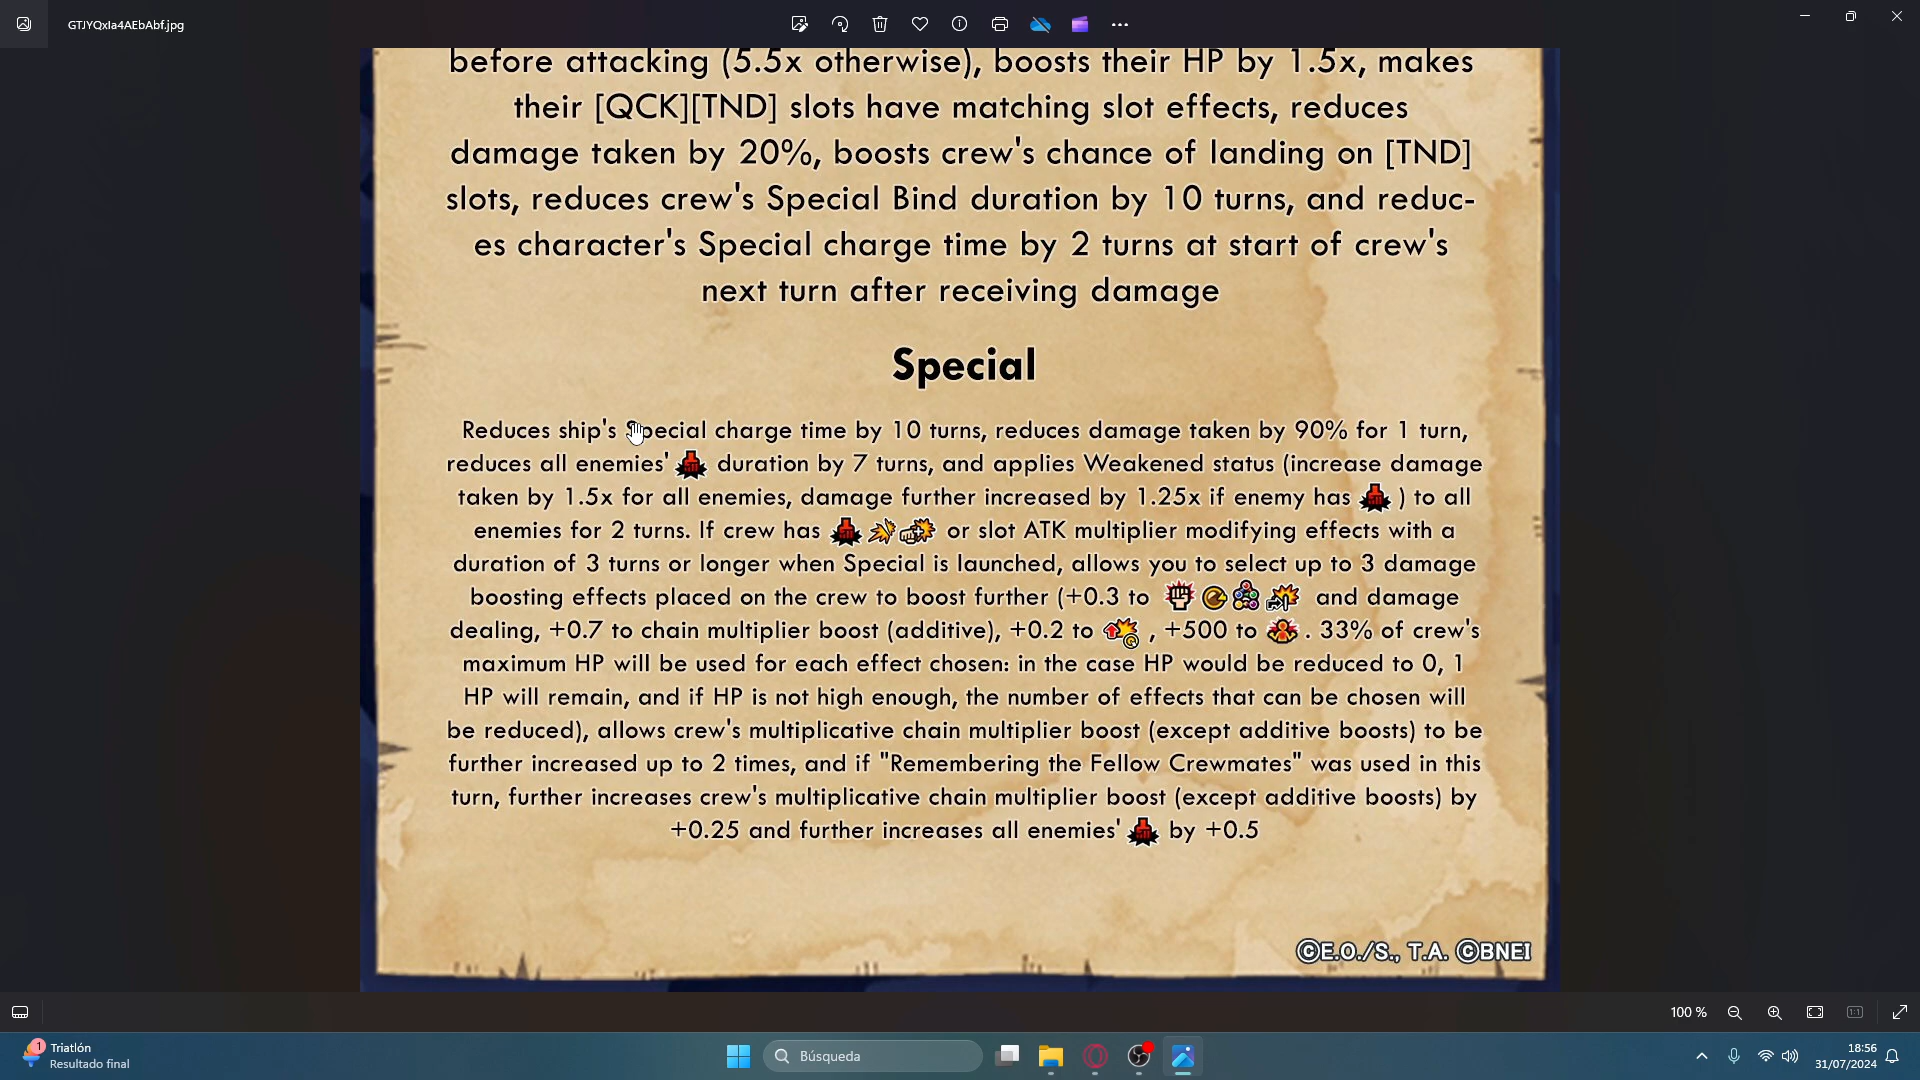 GTJYQxIa4AEbAbf.jpg
before attacking (5.5x otherwise), boosts their HP by 1.5x, makes
their [QCK][TND] slots have matching slot effects, reduces
damage taken by 20%, boosts crew's chance of landing on [TND]
slots, reduces crew's Special Bind duration by 10 turns, and reduc-
es character's Special charge time by 2 turns at start of crew's
next turn after receiving damage
Special
Reduces ship's Special charge time by 10 turns, reduces damage taken by 90% for 1 turn,
reduces all enemies' duration by 7 turns, and applies Weakened status (increase damage
taken by 1.5x for all enemies, damage further increased by 1.25x if enemy has ) to all
enemies for 2 turns. If crew has or slot ATK multiplier modifying effects with a
duration of 3 turns or longer when Special is launched, allows you to select up to 3 damage
boosting effects placed on the crew to boost further (+0.3 to and damage
dealing, +0.7 to chain multiplier boost (additive), +0.2 to , +500 to . 33% of crew's
maximum HP will be used for each effect chosen: in the case HP would be reduced to 0, 1
HP will remain, and if HP is not high enough, the number of effects that can be chosen will
be reduced), allows crew's multiplicative chain multiplier boost (except additive boosts) to be
further increased up to 2 times, and if "Remembering the Fellow Crewmates" was used in this
turn, further increases crew's multiplicative chain multiplier boost (except additive boosts) by
+0.25 and further increases all enemies' by +0.5
©E.O./S., T.A. ©BNEI
100 %
1:1
1
Triatlón
Resultado final
Búsqueda
18:56
31/07/2024